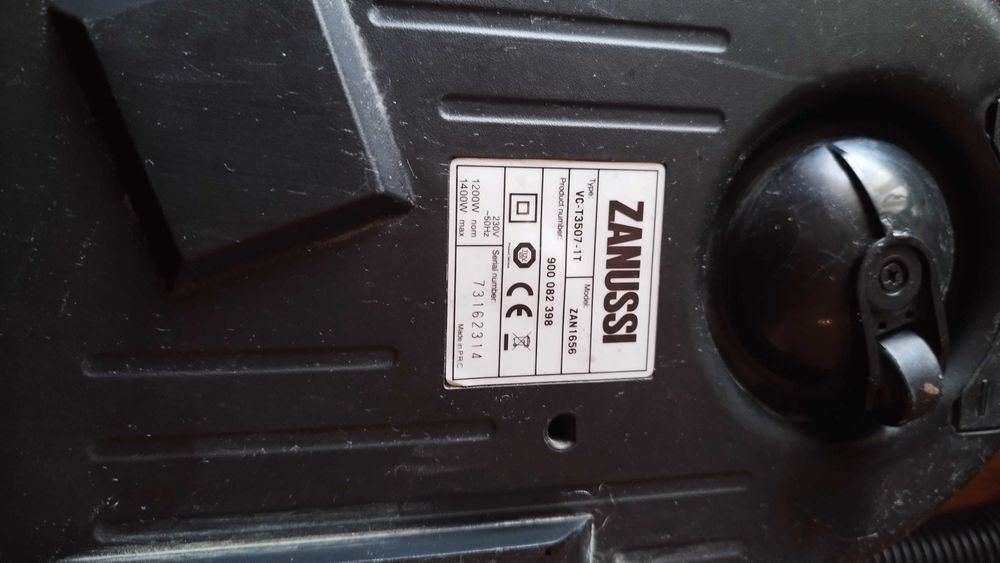 ZANUSSI
Type: Model:
VC-T3507-1T ZAN1656
Product number:
900 082 398
CE
230V
~50Hz
1200W nom
1400W max
Serial number:
73162314
Made in P.R.C